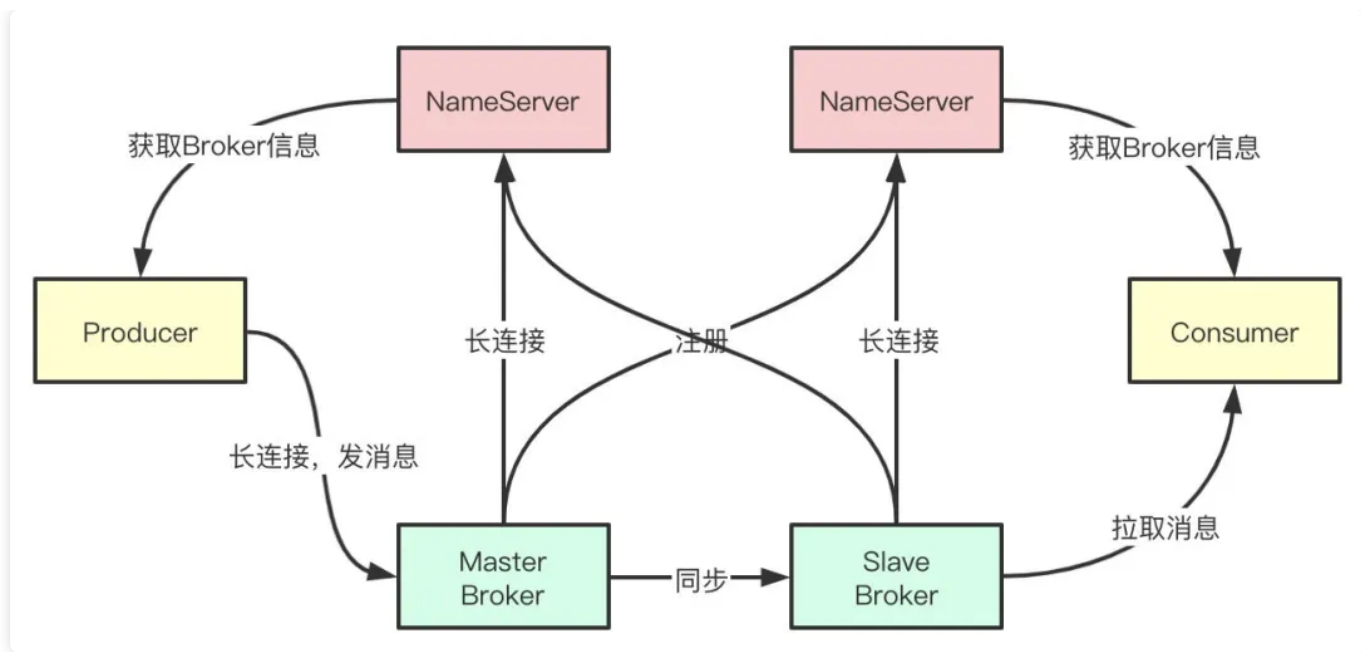 NameServer
NameServer
获取Broker信息
获取Broker信息
Producer
Consumer
长连接
注册
长连接
长连接，发消息
拉取消息
Master
Broker
同步
Slave
Broker